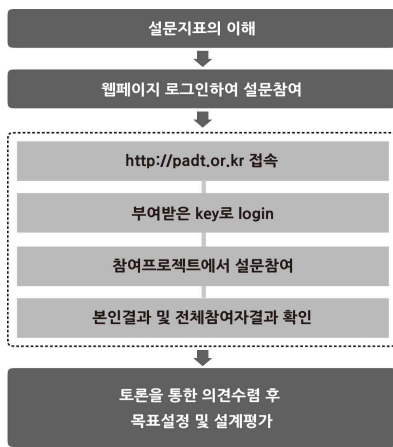 설문지표의 이해
웹페이지 로그인하여 설문참여
http://padt.or.kr 접속
부여받은 key로 login
참여프로젝트에서 설문참여
본인결과 및 전체참여자결과 확인
토론을 통한 의견수렴 후
목표설정 및 설계평가